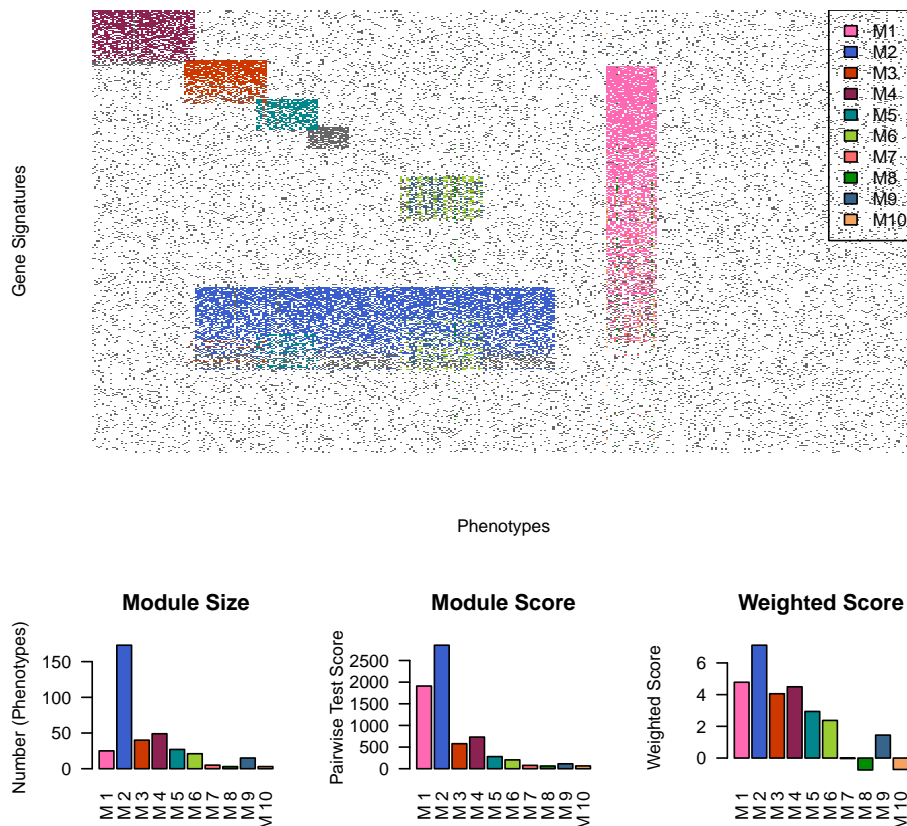 M1
M2
M3
M4
M5
M6
M7
M8
M9
M10
Gene Signatures
Phenotypes
Module Size
Number (Phenotypes)
150
100
50
0
M 1
M 2
M 3
M 4
M 5
M 6
M 7
M 8
M 9
M 10
Module Score
Pairwise Test Score
2500
2000
1500
1000
500
0
M 1
M 2
M 3
M 4
M 5
M 6
M 7
M 8
M 9
M 10
Weighted Score
Weighted Score
6
4
2
0
M 1
M 2
M 3
M 4
M 5
M 6
M 7
M 8
M 9
M 10